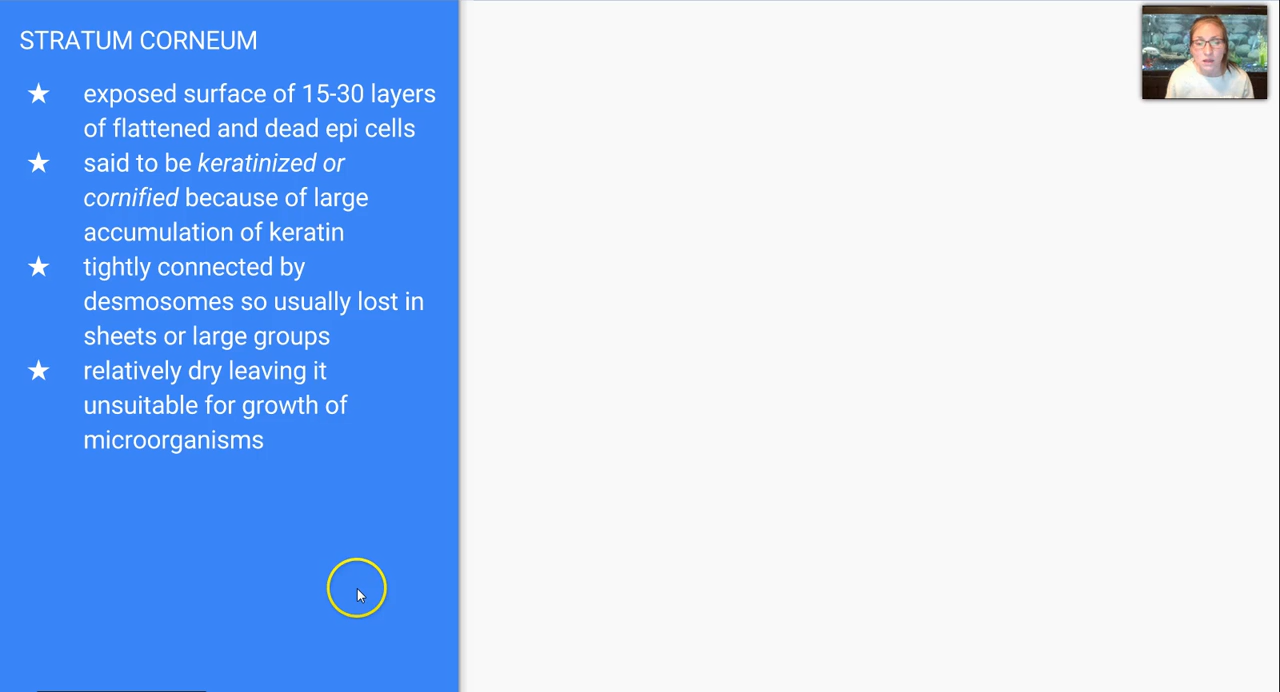 STRATUM CORNEUM
★ exposed surface of 15-30 layers
of flattened and dead epi cells
★ said to be keratinized or
cornified because of large
accumulation of keratin
★ tightly connected by
desmosomes so usually lost in
sheets or large groups
★ relatively dry leaving it
unsuitable for growth of
microorganisms